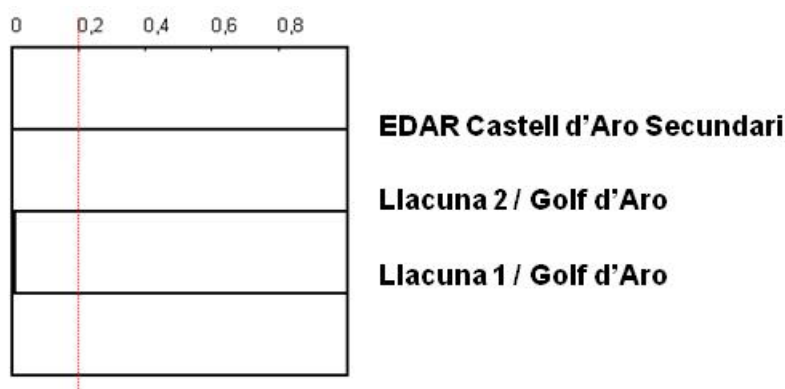 0 0,2 0,4 0,6 0,8
EDAR Castell d'Aro Secundari
Llacuna 2 / Golf d'Aro
Llacuna 1 / Golf d'Aro